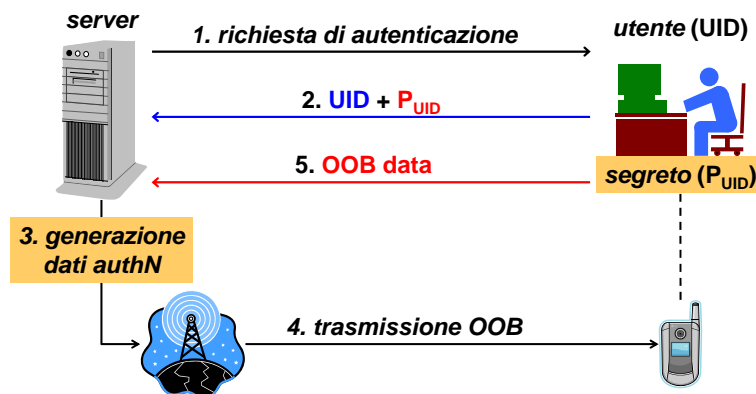 server
utente (UID)
1. richiesta di autenticazione
2. UID + PUID
5. OOB data
segreto (PUID)
3. generazione
dati authN
4. trasmissione OOB